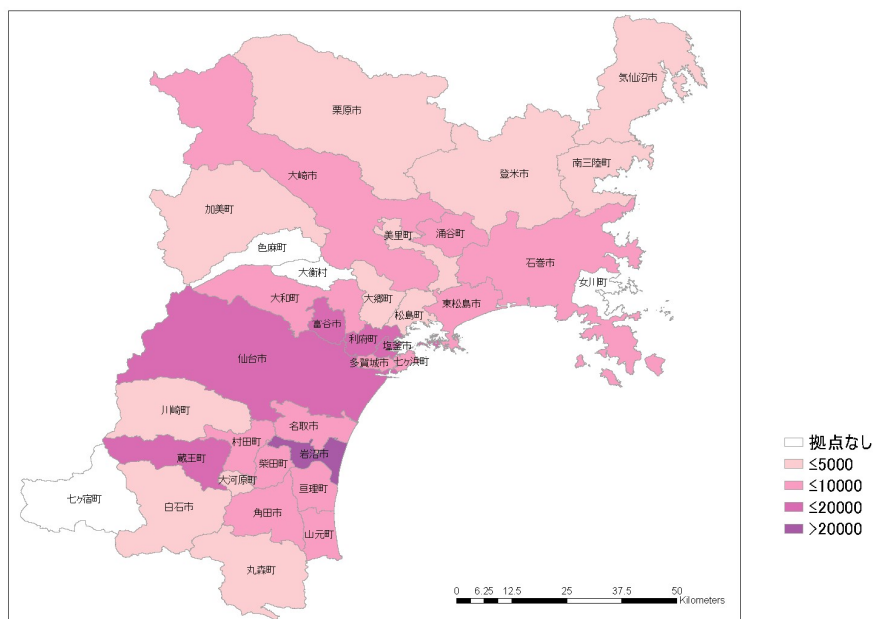 気仙沼市
栗原市
南三陸町
登米市
大崎市
加美町
美里町
涌谷町
色麻町
石巻市
大衡村
女川町
大和町
大郷町
東松島市
松島町
富谷市
利府町
塩釜市
仙台市
多賀城市
七ヶ浜町
川崎町
名取市
村田町
岩沼市
蔵王町
柴田町
大河原町
亘理町
七ヶ宿町
白石市
角田市
山元町
丸森町
拠点なし
≤5000
≤10000
≤20000
>20000
0 6.25 12.5 25 37.5 50
Kilometers